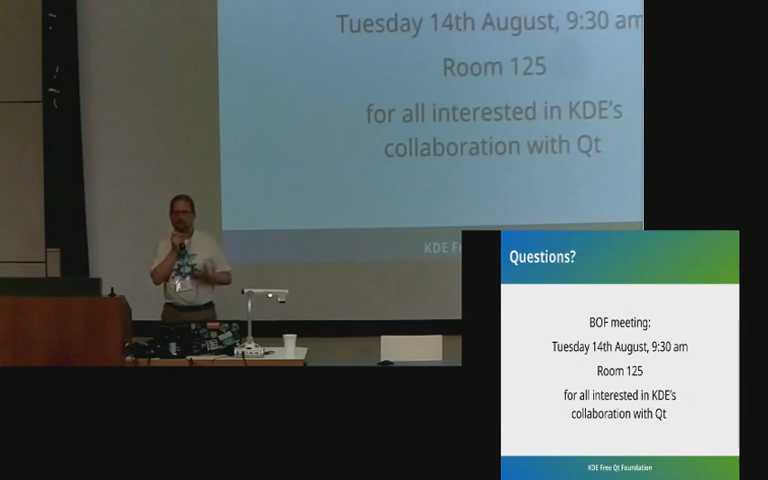 Tuesday 14th August, 9:30 am
Room 125
for all interested in KDE's
collaboration with Qt
KDE Fr
Questions?
BOF meeting:
Tuesday 14th August, 9:30 am
Room 125
for all interested in KDE's
collaboration with Qt
KDE Free Qt Foundation